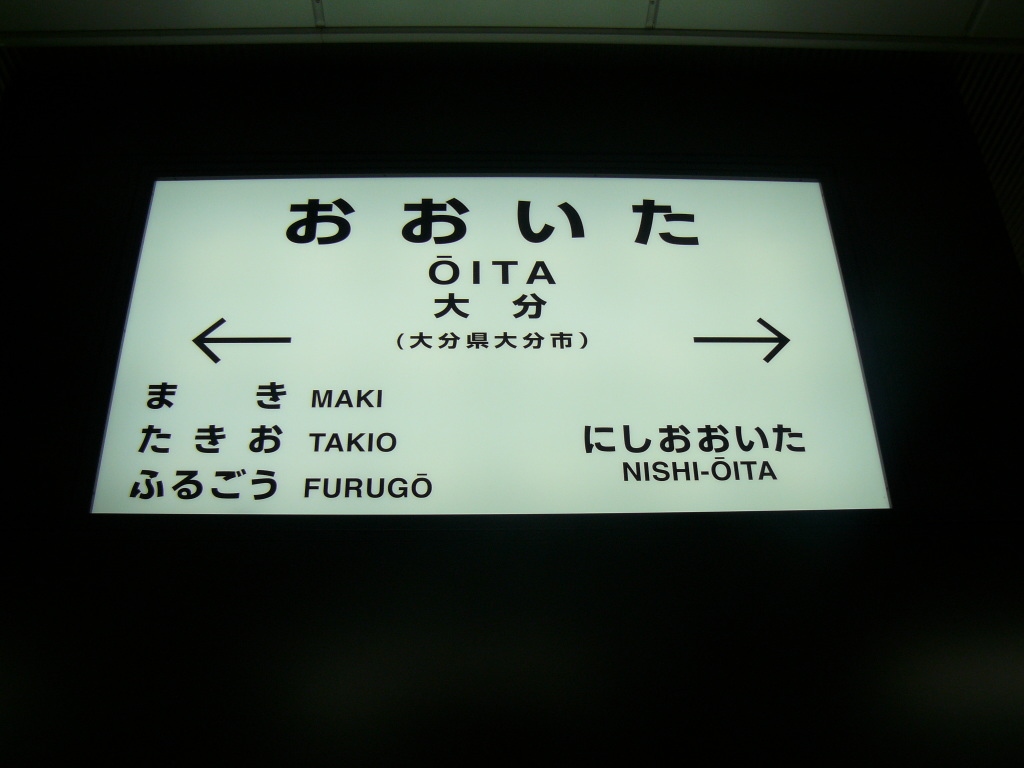 おおいた
ŌITA
大分
(大分県大分市)
← →
まき MAKI
たきお TAKIO
ふるごう FURUGŌ
にしおおいた
NISHI-ŌITA